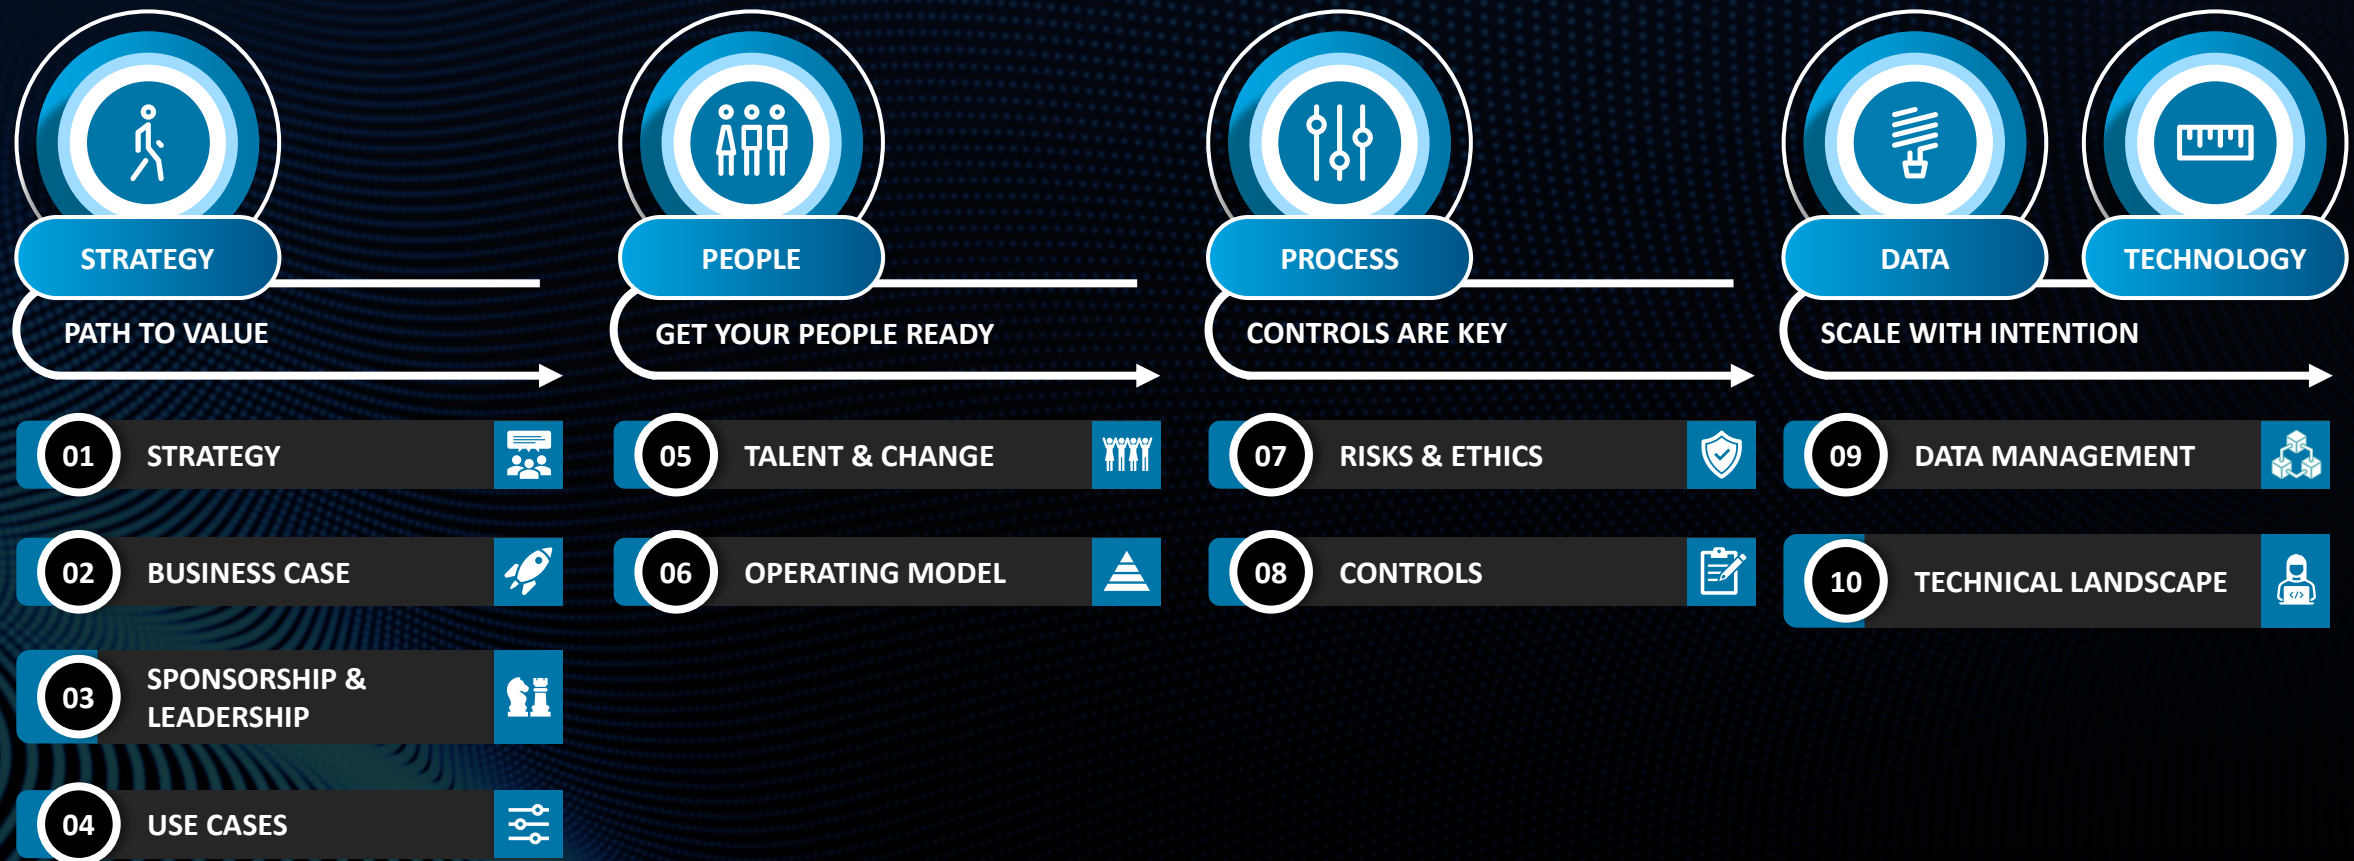 STRATEGY
PATH TO VALUE
01 STRATEGY
02 BUSINESS CASE
03 SPONSORSHIP &
LEADERSHIP
04 USE CASES
PEOPLE
GET YOUR PEOPLE READY
05 TALENT & CHANGE
06 OPERATING MODEL
PROCESS
CONTROLS ARE KEY
07 RISKS & ETHICS
08 CONTROLS
DATA
TECHNOLOGY
SCALE WITH INTENTION
09 DATA MANAGEMENT
10 TECHNICAL LANDSCAPE